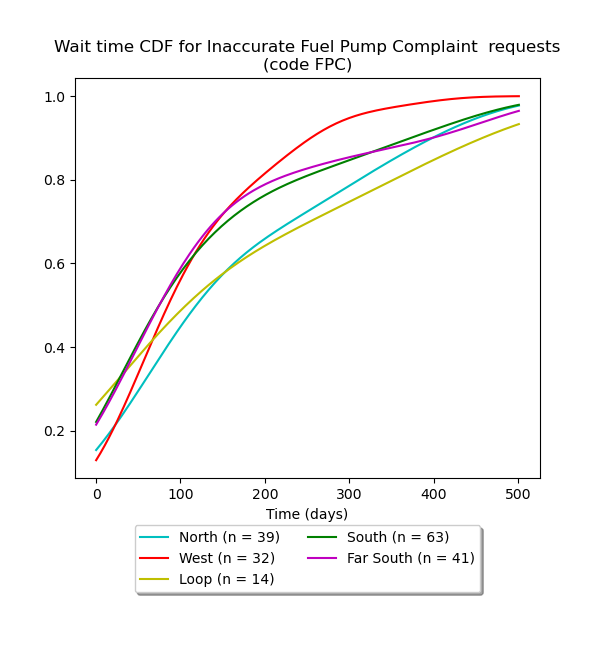 Wait time CDF for Inaccurate Fuel Pump Complaint  requests
(code FPC)
1.0
0.8
0.6
0.4
0.2
0 100 200 300 400 500
Time (days)
North (n = 39) South (n = 63)
West (n = 32) Far South (n = 41)
Loop (n = 14)